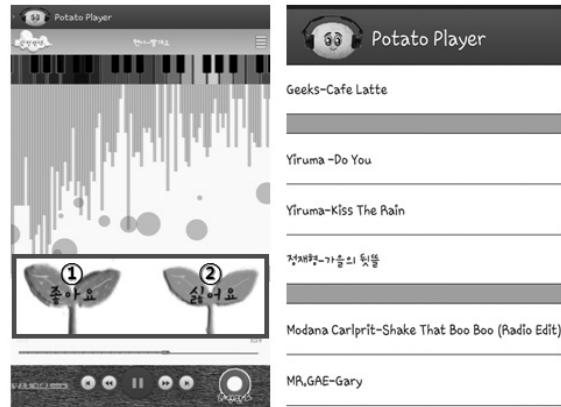 Potato Player
①
②
좋아요
싫어요
Potato Player
Geeks-Cafe Latte
Yiruma -Do You
Yiruma-Kiss The Rain
정재형-가을의 뒷뜰
Modana Carlprit-Shake That Boo Boo (Radio Edit)
MR.GAE-Gary